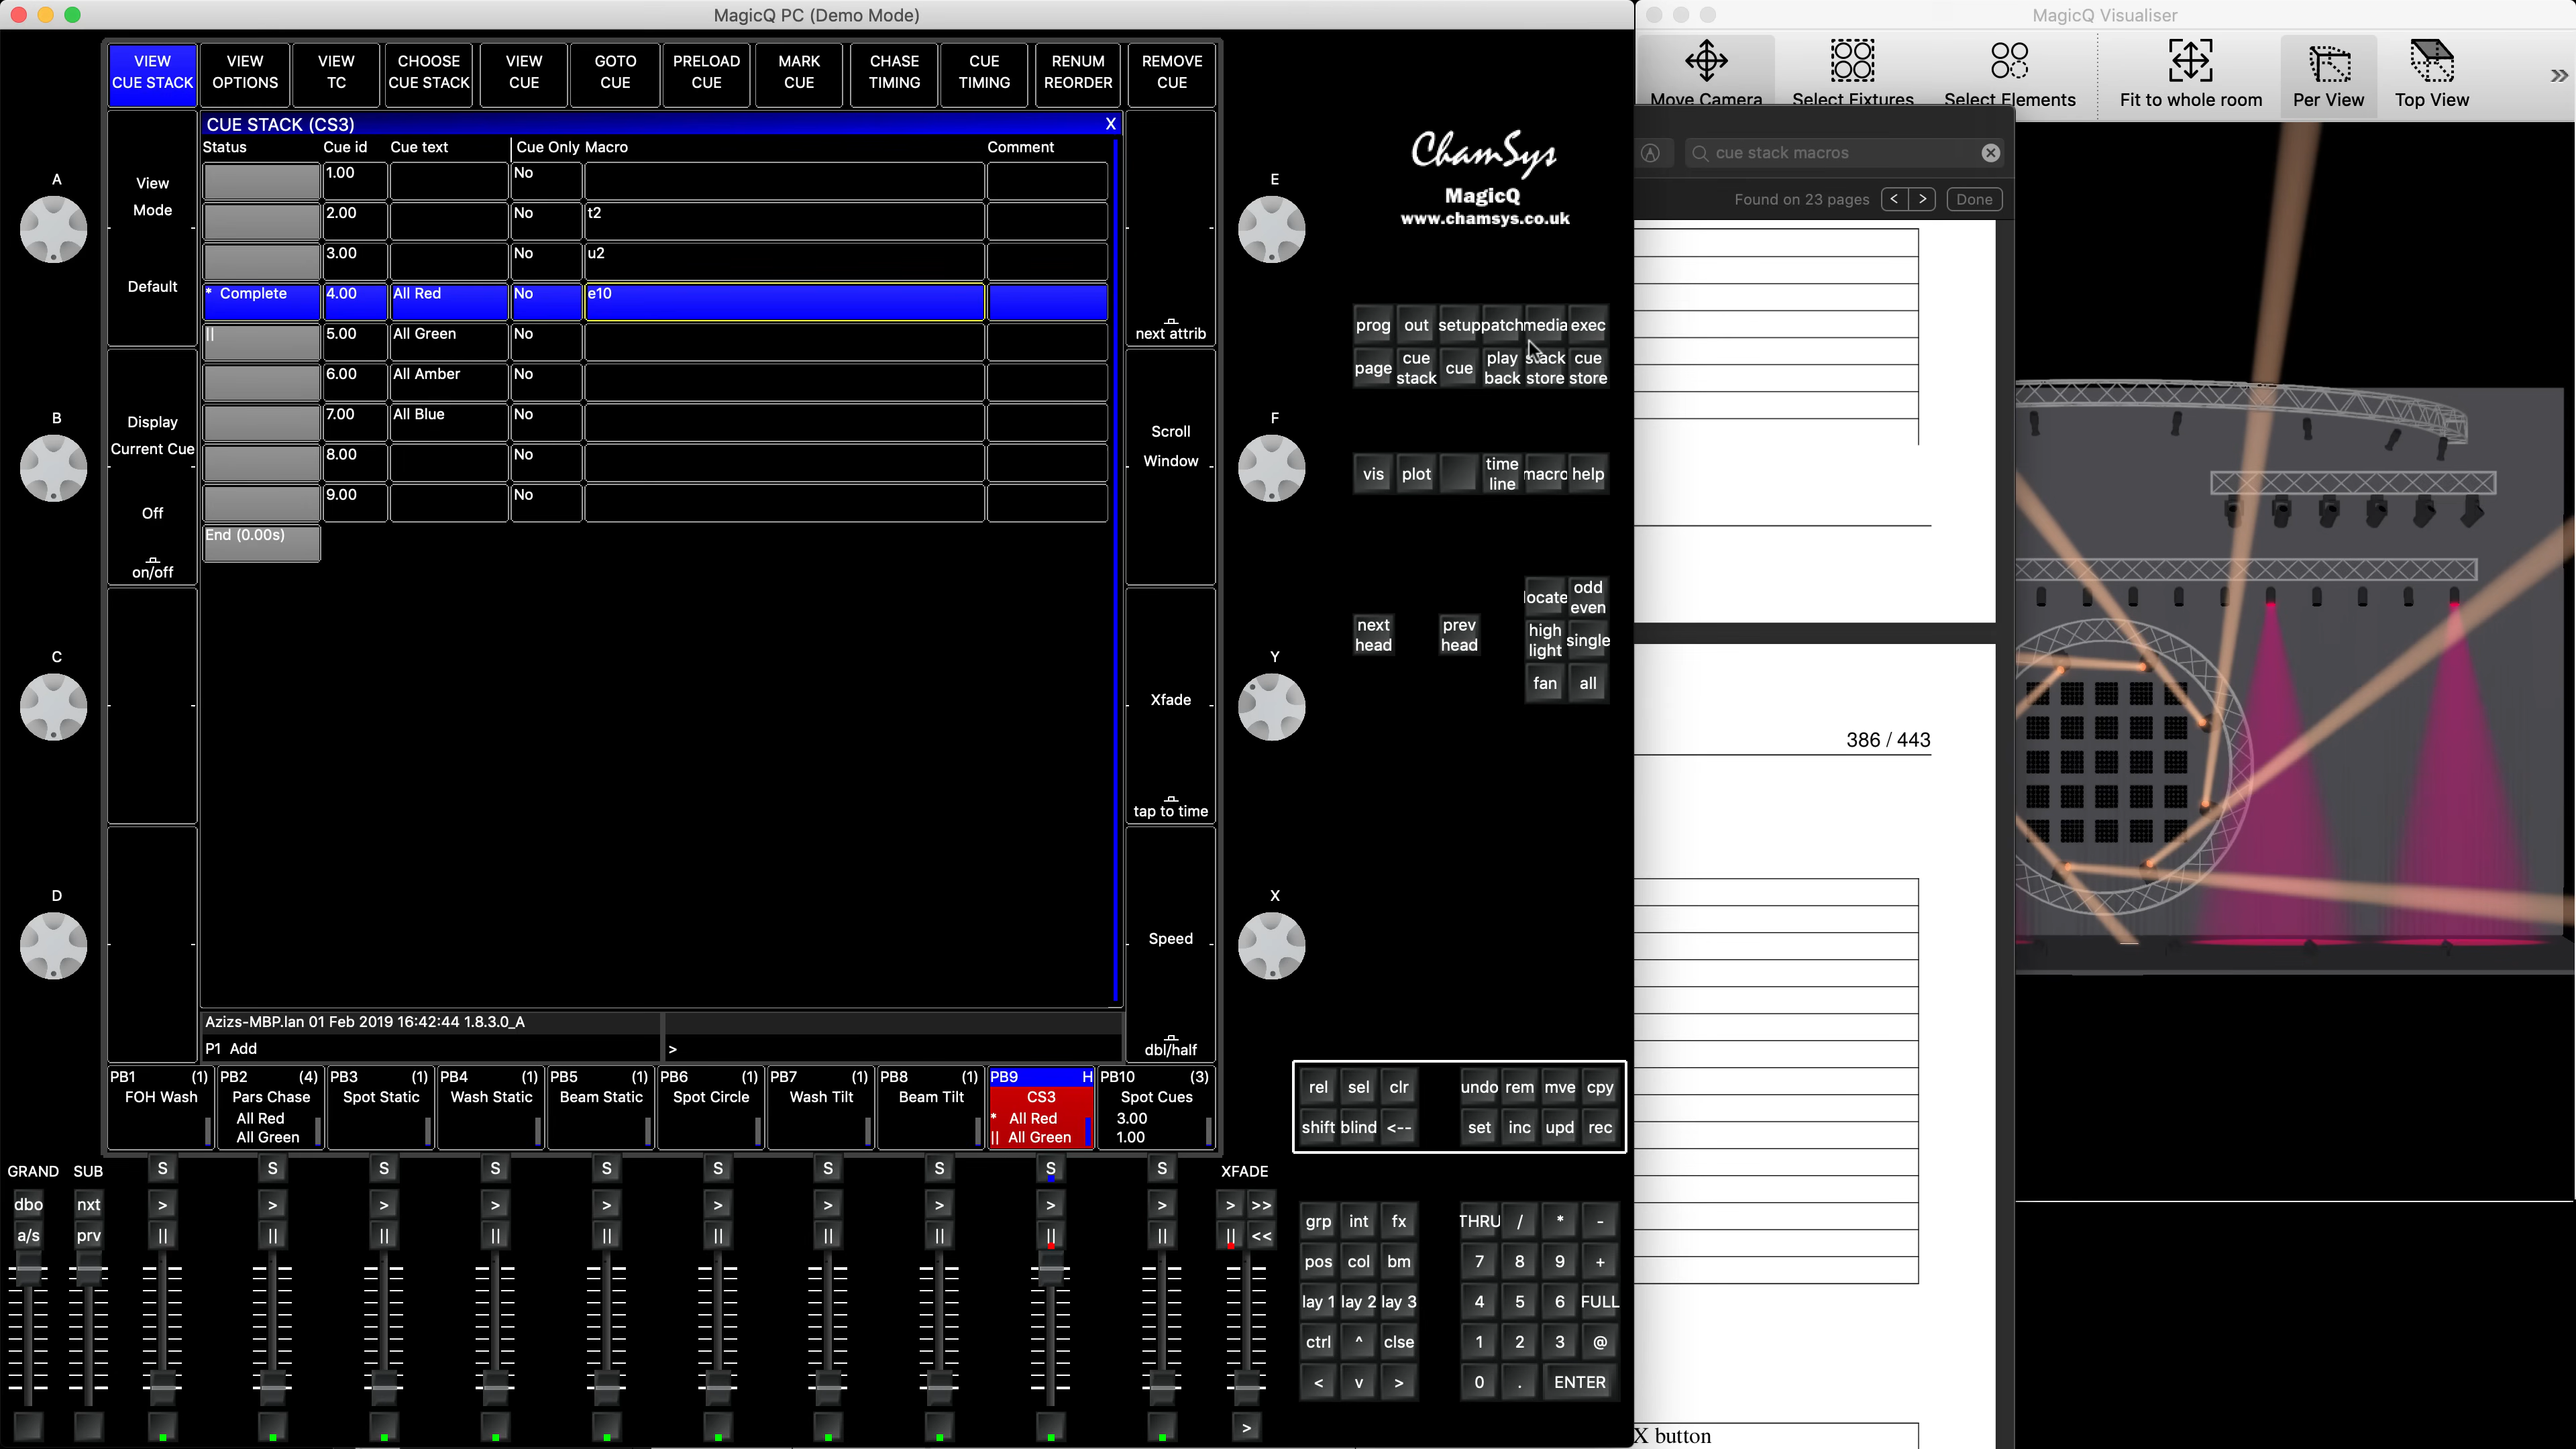 MagicQ PC (Demo Mode)
MagicQ Visualiser
VIEW CUE STACK
VIEW OPTIONS
VIEW TC
CHOOSE CUE STACK
VIEW CUE
GOTO CUE
PRELOAD CUE
MARK CUE
CHASE TIMING
CUE TIMING
RENUM REORDER
REMOVE CUE
Move Camera
Select Fixtures
Select Elements
Fit to whole room
Per View
Top View
»
CUE STACK (CS3) X
Status Cue id Cue text Cue Only Macro Comment
1.00 No
2.00 No t2
3.00 No u2
* Complete 4.00 All Red No e10
|| 5.00 All Green No
6.00 All Amber No
7.00 All Blue No
8.00 No
9.00 No
End (0.00s)
A
View
Mode
Default
B
Display
Current Cue
Off
on/off
C
D
next attrib
Scroll
Window
Xfade
tap to time
Speed
dbl/half
E
F
Y
X
ChamSys
MagicQ
www.chamsys.co.uk
prog out setup patch media exec
page cue stack cue play back stack store cue store
vis plot time line macro help
locate odd even
next head prev head high light single
fan all
cue stack macros
Found on 23 pages < > Done
386 / 443
X button
Azizs-MBP.lan 01 Feb 2019 16:42:44 1.8.3.0_A
P1 Add >
PB1 (1) PB2 (4) PB3 (1) PB4 (1) PB5 (1) PB6 (1) PB7 (1) PB8 (1) PB9 H PB10 (3)
FOH Wash Pars Chase Spot Static Wash Static Beam Static Spot Circle Wash Tilt Beam Tilt CS3 Spot Cues
All Red * All Red 3.00
All Green || All Green 1.00
rel sel clr undo rem mve cpy
shift blind <-- set inc upd rec
GRAND SUB S S S S S S S S S S XFADE
dbo nxt > > > > > > > > > > > >>
a/s prv || || || || || || || || || || || <<
grp int fx THRU / * -
pos col bm 7 8 9 +
lay 1 lay 2 lay 3 4 5 6 FULL
ctrl ^ clse 1 2 3 @
< v > 0 . ENTER
>